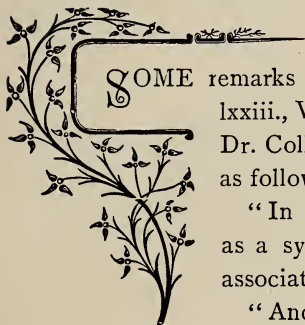 SOME remarks
lxxiii., V
Dr. Col
as follow
"In
as a sy
associat
"And